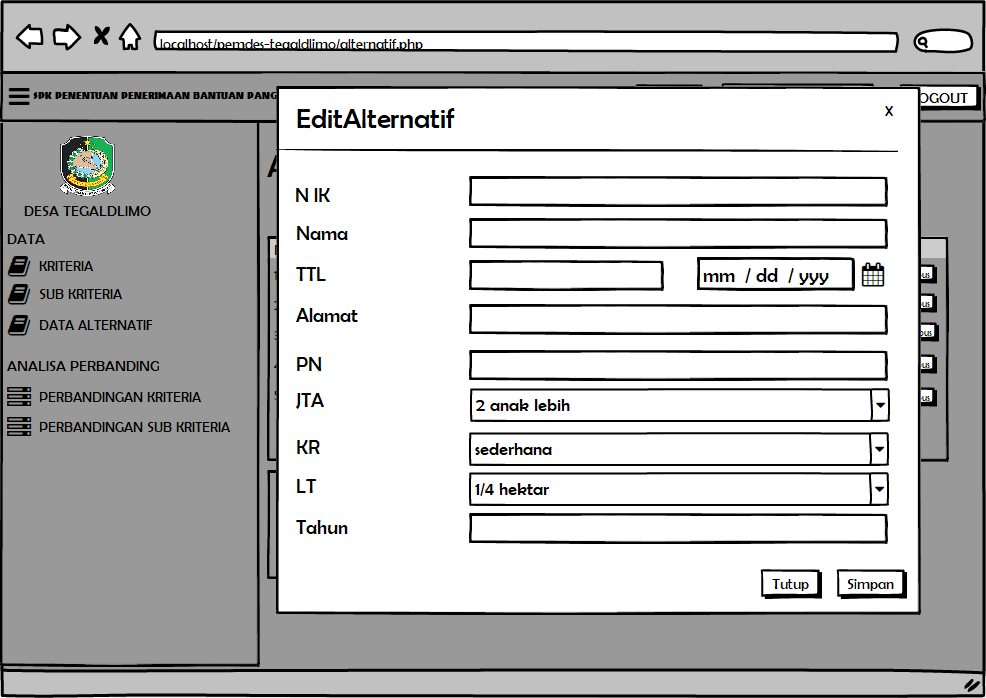 localhost/pemdes-tegaldlimo/alternatif.php
SPK PENENTUAN PENERIMAAN BANTUAN PANG
OGOUT
EditAlternatif
x
DESA TEGALDLIMO
DATA
KRITERIA
SUB KRITERIA
DATA ALTERNATIF
ANALISA PERBANDING
PERBANDINGAN KRITERIA
PERBANDINGAN SUB KRITERIA
N IK
Nama
TTL
mm / dd / yyy
Alamat
PN
JTA
2 anak lebih
KR
sederhana
LT
1/4 hektar
Tahun
Tutup
Simpan